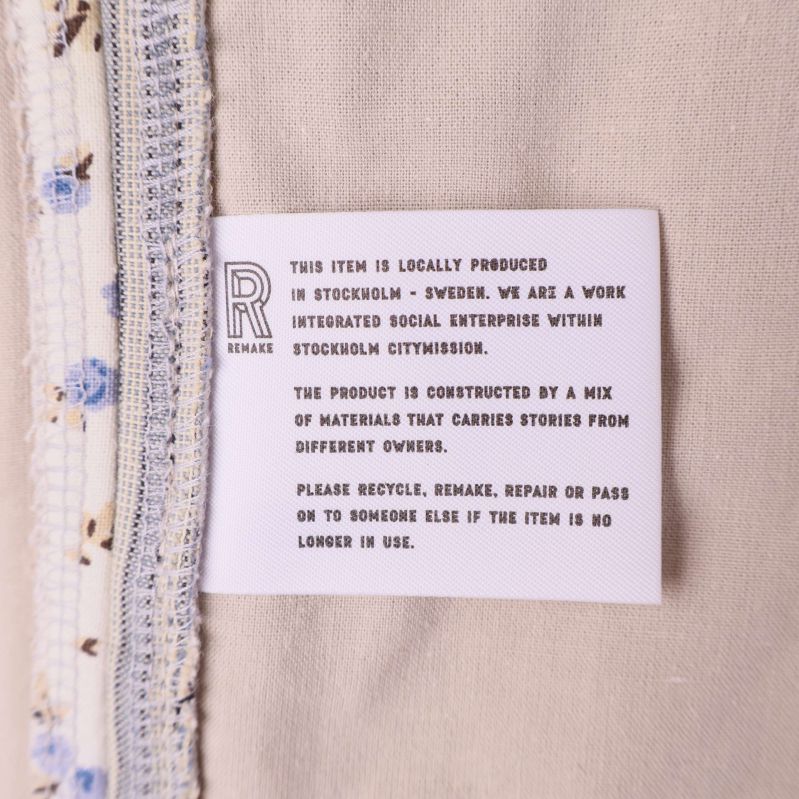 R
REMAKE
THIS ITEM IS LOCALLY PRODUCED
IN STOCKHOLM - SWEDEN. WE ARE A WORK
INTEGRATED SOCIAL ENTERPRISE WITHIN
STOCKHOLM CITYMISSION.
THE PRODUCT IS CONSTRUCTED BY A MIX
OF MATERIALS THAT CARRIES STORIES FROM
DIFFERENT OWNERS.
PLEASE RECYCLE, REMAKE, REPAIR OR PASS
ON TO SOMEONE ELSE IF THE ITEM IS NO
LONGER IN USE.